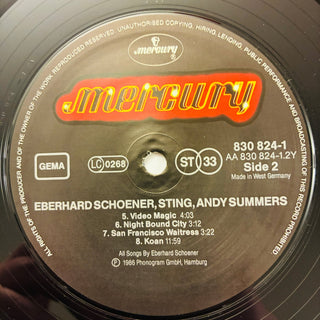 mercury
mercury
830 824-1
AA 830 824-1.2Y
Side 2
Made in West Germany
GEMA
LC 0268
ST 33
EBERHARD SCHOENER, STING, ANDY SUMMERS
5. Video Magic 4:03
6. Night Bound City 3:12
7. San Francisco Waitress 3:22
8. Koan 11:59
All Songs By Eberhard Schoener
℗ 1986 Phonogram GmbH, Hamburg
ALL RIGHTS OF THE PRODUCER AND OF THE OWNER OF THE WORK REPRODUCED RESERVED. UNAUTHORISED COPYING, HIRING, LENDING, PUBLIC PERFORMANCE AND BROADCASTING OF THIS RECORD PROHIBITED